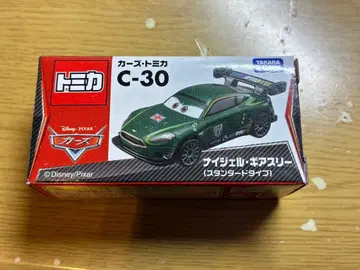 トミカ
カーズ・トミカ
C-30
TAKARA
Disney・PIXAR
カーズ
ナイジェル・ギアスリー
(スタンダードタイプ)
©Disney/Pixar